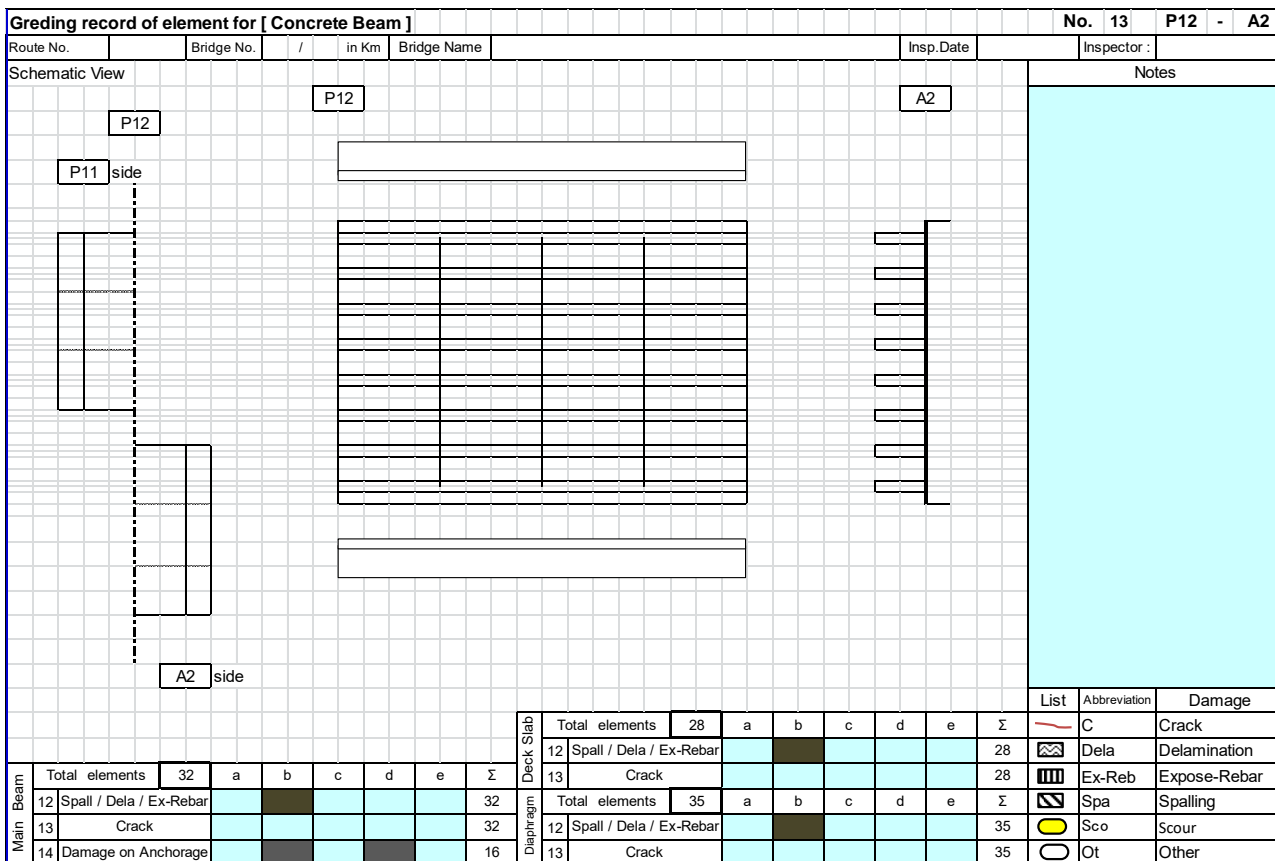 Greding record of element for [ Concrete Beam ] No. 13 P12 - A2
Route No. Bridge No. / in Km Bridge Name Insp.Date Inspector :
Schematic View Notes
P12 A2
P12
P11 side
A2 side
List Abbreviation Damage
Deck Slab
Total elements 28 a b c d e Σ
12 Spall / Dela / Ex-Rebar 28
13 Crack 28
Main Beam
Total elements 32 a b c d e Σ
12 Spall / Dela / Ex-Rebar 32
13 Crack 32
14 Damage on Anchorage 16
Diaphragm
Total elements 35 a b c d e Σ
12 Spall / Dela / Ex-Rebar 35
13 Crack 35
C Crack
Dela Delamination
Ex-Reb Expose-Rebar
Spa Spalling
Sco Scour
Ot Other